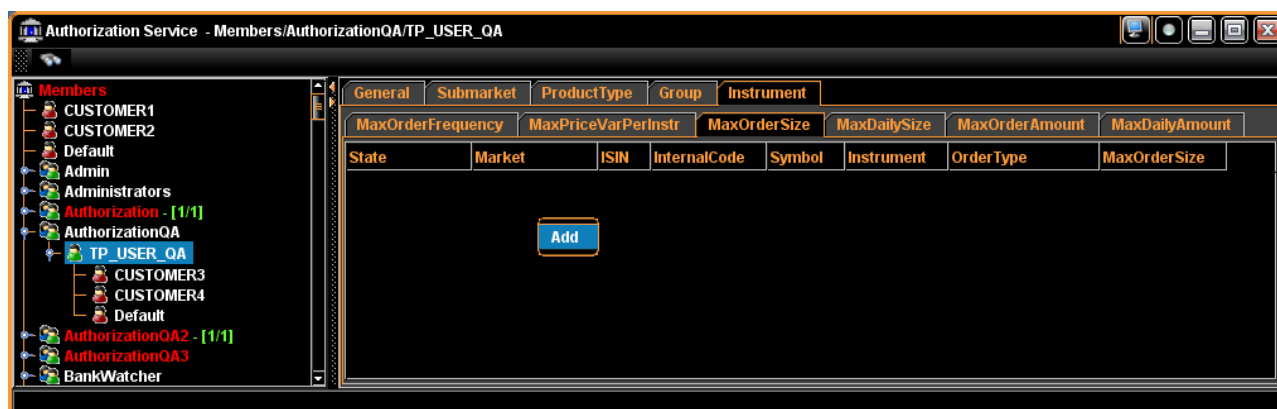 Authorization Service - Members/AuthorizationQA/TP_USER_QA
Members
CUSTOMER1
CUSTOMER2
Default
Admin
Administrators
Authorization - [1/1]
AuthorizationQA
TP_USER_QA
CUSTOMER3
CUSTOMER4
Default
AuthorizationQA2 - [1/1]
AuthorizationQA3
BankWatcher
General Submarket ProductType Group Instrument
MaxOrderFrequency MaxPriceVarPerInstr MaxOrderSize MaxDailySize MaxOrderAmount MaxDailyAmount
State Market ISIN InternalCode Symbol Instrument OrderType MaxOrderSize
Add